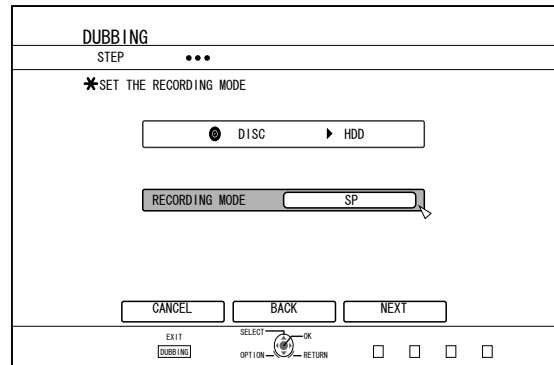 DUBBING
STEP
✱SET THE RECORDING MODE
DISC ▶ HDD
RECORDING MODE SP
CANCEL BACK NEXT
EXIT
DUBBING
SELECT OK
OPTION RETURN